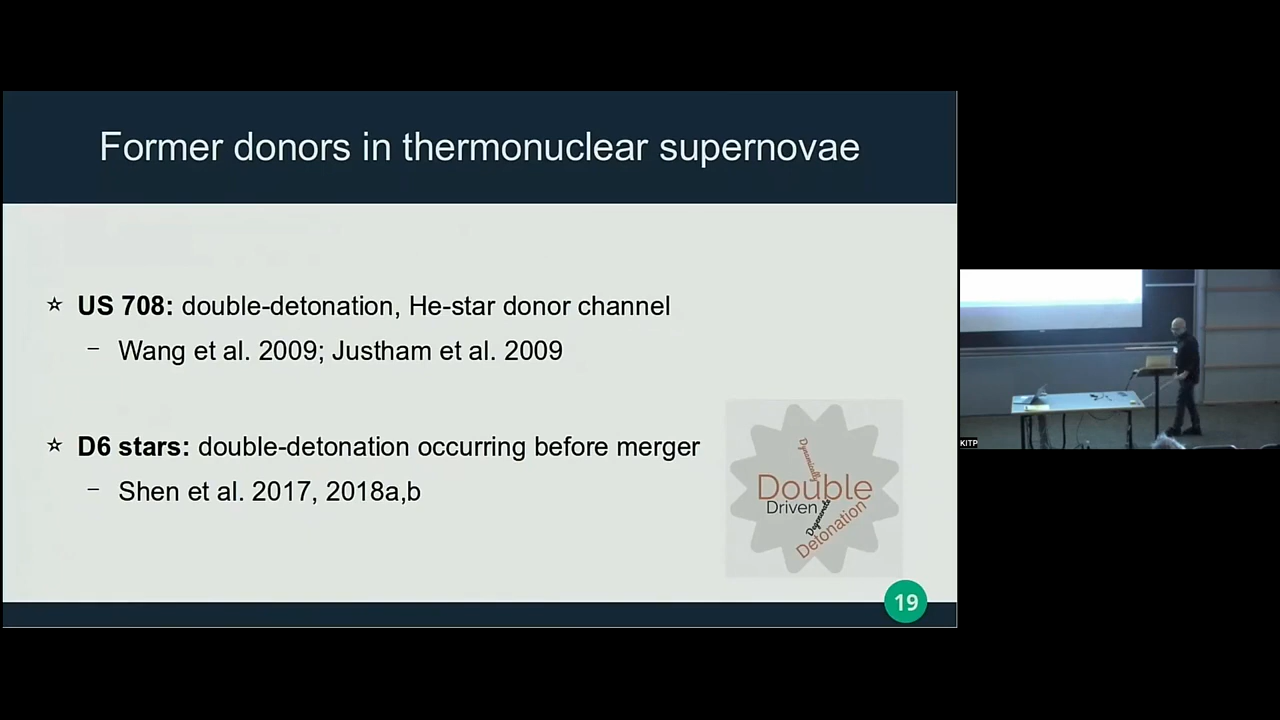 Former donors in thermonuclear supernovae
☆ US 708: double-detonation, He-star donor channel
– Wang et al. 2009; Justham et al. 2009
☆ D6 stars: double-detonation occurring before merger
– Shen et al. 2017, 2018a,b
Dynamically
Double
Driven
Degenerate
Detonation
19
KITP